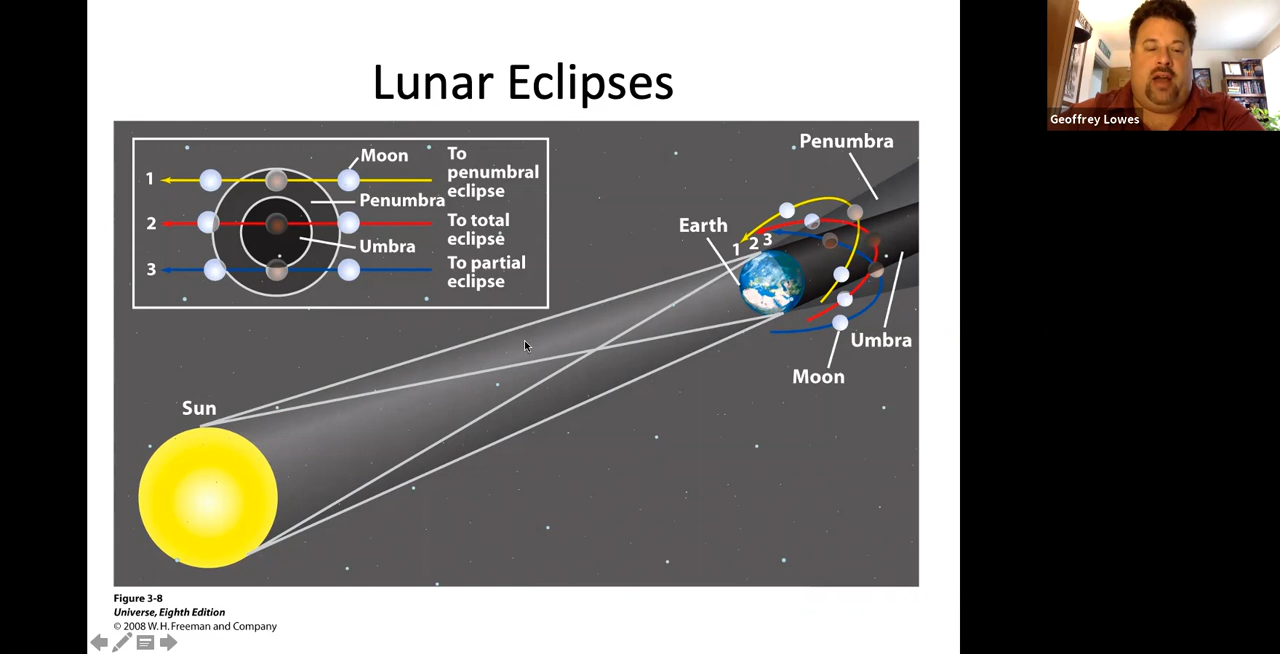 Lunar Eclipses
1
2
3
Moon
Penumbra
Umbra
To
penumbral
eclipse
To total
eclipse
To partial
eclipse
Penumbra
Earth
1 2 3
Umbra
Moon
Sun
Figure 3-8
Universe, Eighth Edition
© 2008 W. H. Freeman and Company
Geoffrey Lowes